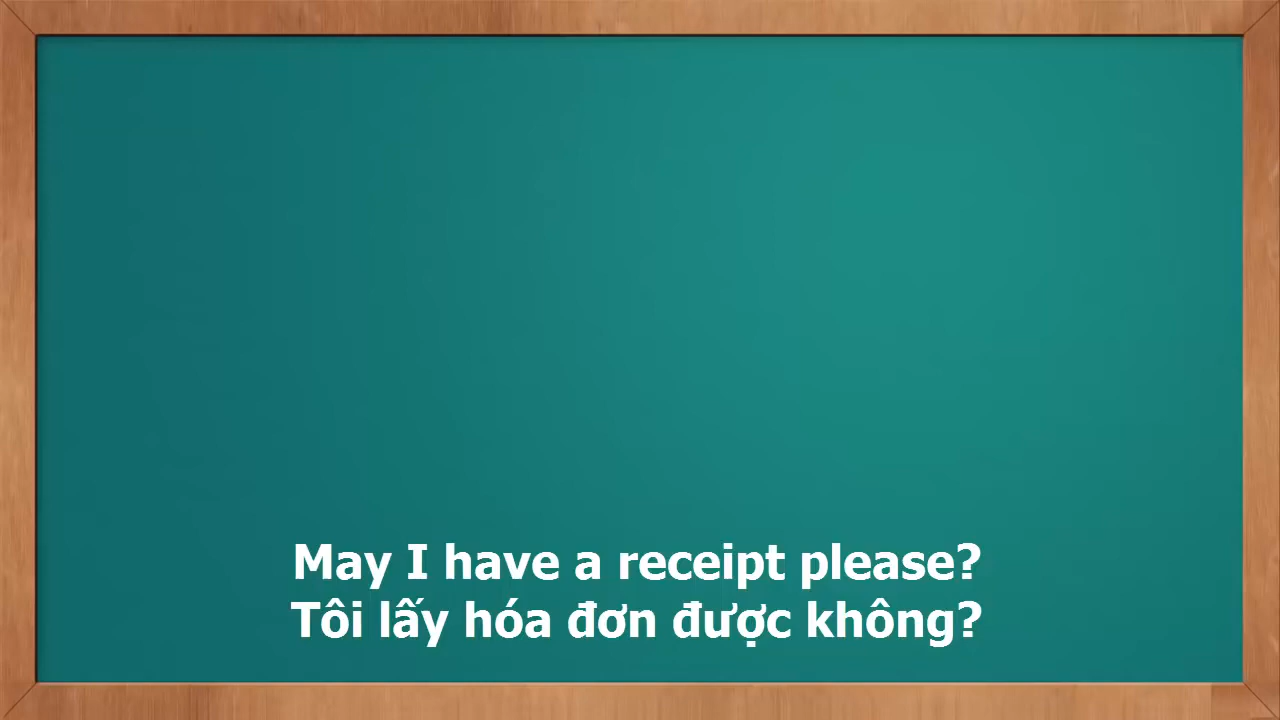 May I have a receipt please?
Tôi lấy hóa đơn được không?